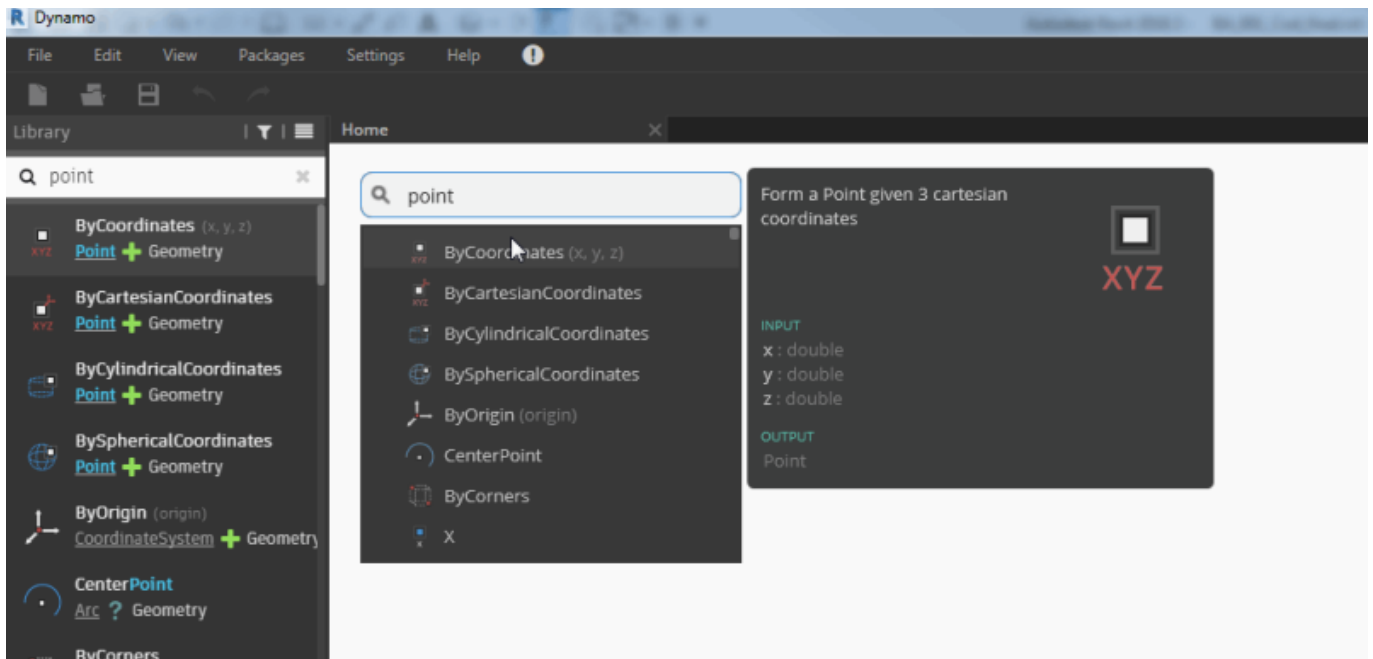 Dynamo
File Edit View Packages Settings Help
Library
Home
point
ByCoordinates (x, y, z)
Point Geometry
ByCartesianCoordinates
Point Geometry
ByCylindricalCoordinates
Point Geometry
BySphericalCoordinates
Point Geometry
ByOrigin (origin)
CoordinateSystem Geometry
CenterPoint
Arc ? Geometry
ByCorners
point
ByCoordinates (x, y, z)
ByCartesianCoordinates
ByCylindricalCoordinates
BySphericalCoordinates
ByOrigin (origin)
CenterPoint
ByCorners
X
Form a Point given 3 cartesian
coordinates
XYZ
INPUT
x : double
y : double
z : double
OUTPUT
Point